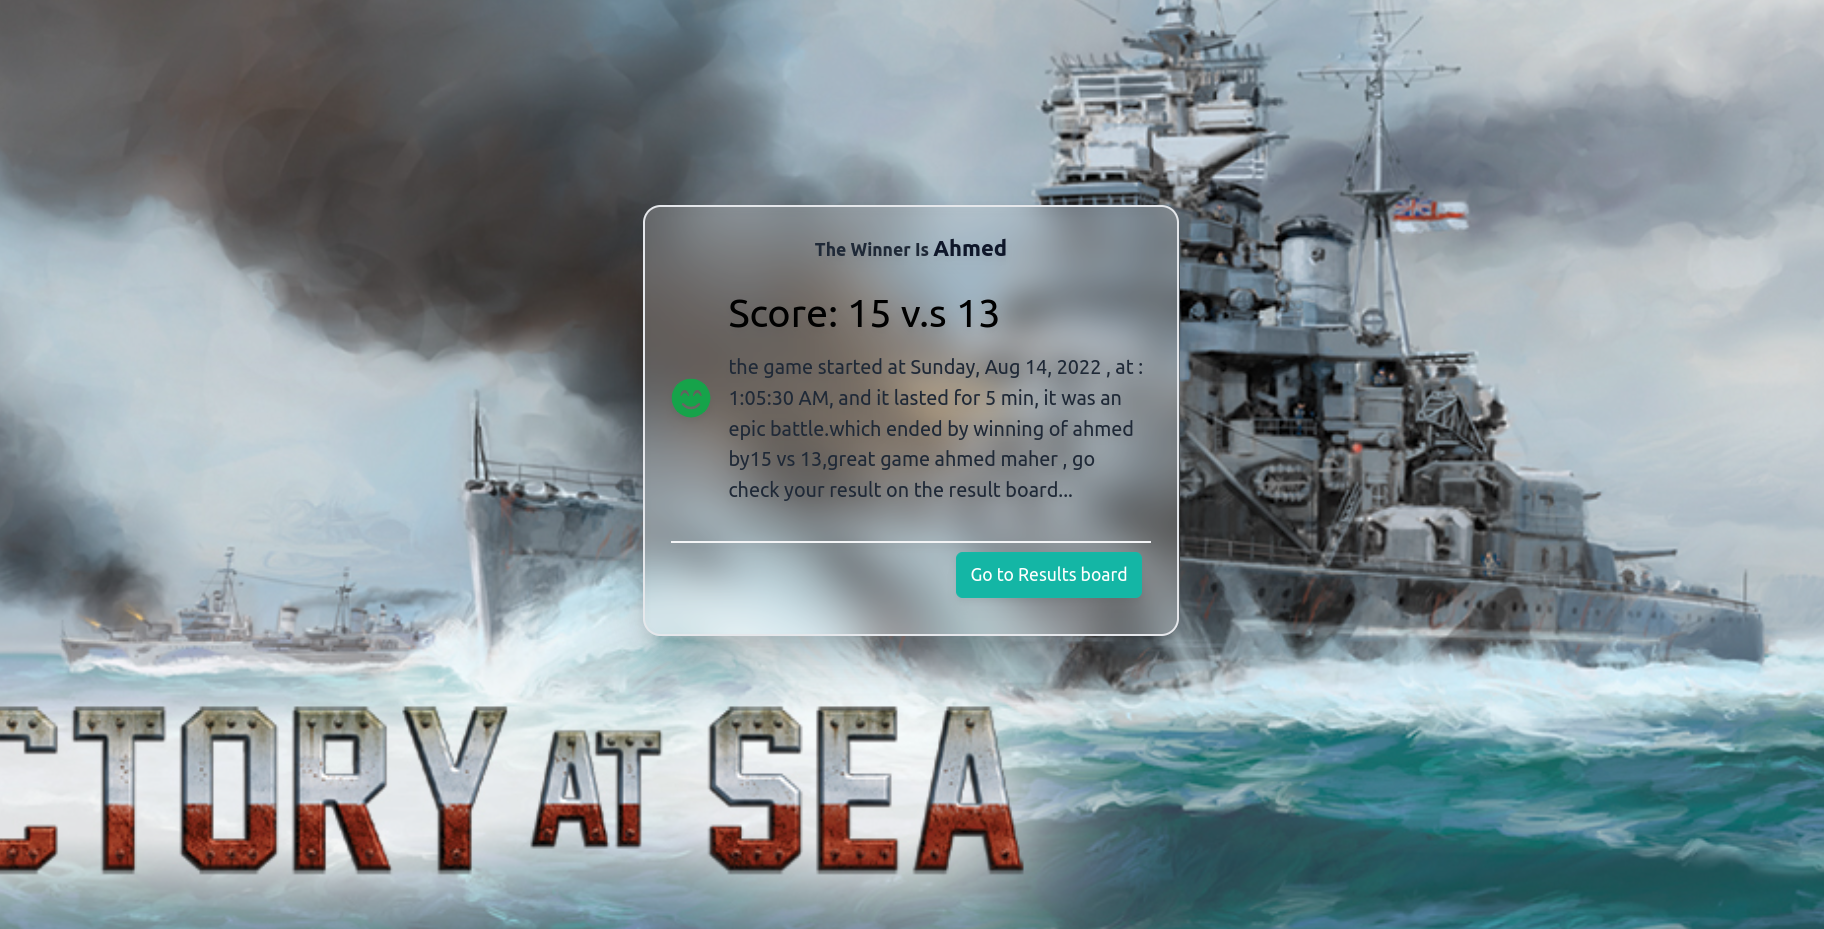 The Winner Is Ahmed
Score: 15 v.s 13
the game started at Sunday, Aug 14, 2022 , at :
1:05:30 AM, and it lasted for 5 min, it was an
epic battle.which ended by winning of ahmed
by15 vs 13,great game ahmed maher , go
check your result on the result board...
Go to Results board
CTORY AT SEA